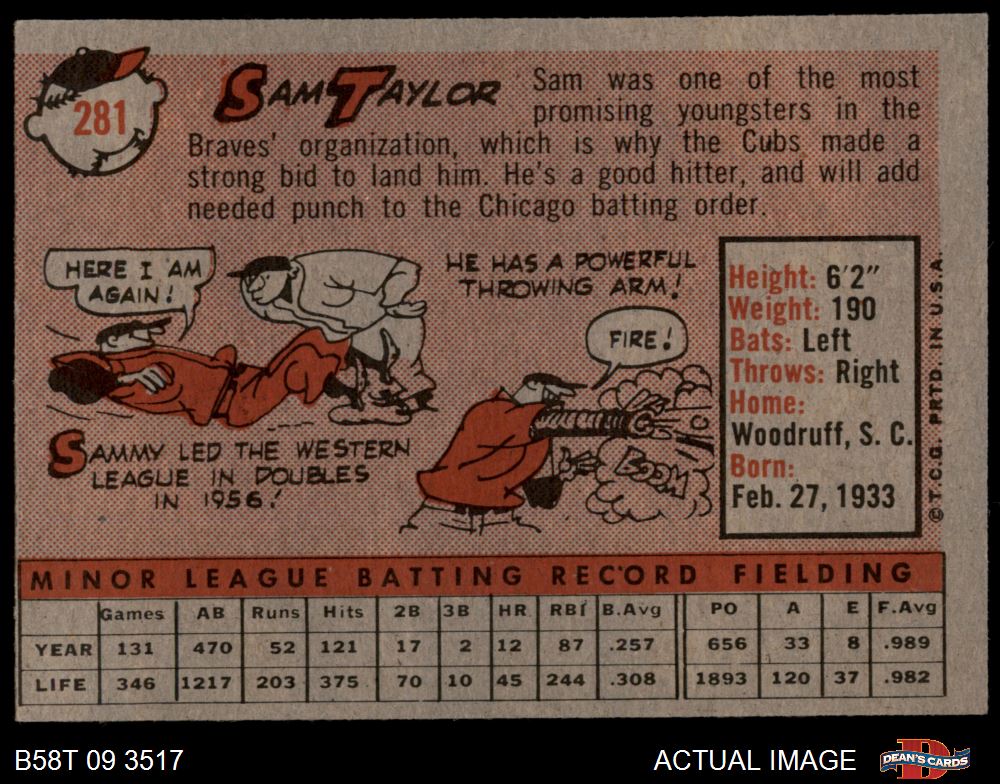 281
SAM TAYLOR
Sam was one of the most
promising youngsters in the
Braves' organization, which is why the Cubs made a
strong bid to land him. He's a good hitter, and will add
needed punch to the Chicago batting order.
HERE I AM
AGAIN!
SAMMY LED THE WESTERN
LEAGUE IN DOUBLES
IN 1956!
HE HAS A POWERFUL
THROWING ARM!
FIRE!
BOOM
Height: 6'2"
Weight: 190
Bats: Left
Throws: Right
Home:
Woodruff, S. C.
Born:
Feb. 27, 1933
©T.C.G. PRTD. IN U.S.A.
MINOR LEAGUE BATTING RECORD FIELDING
Games AB Runs Hits 2B 3B HR RBI B.Avg PO A E F.Avg
YEAR 131 470 52 121 17 2 12 87 .257 656 33 8 .989
LIFE 346 1217 203 375 70 10 45 244 .308 1893 120 37 .982
B58T 09 3517
ACTUAL IMAGE
DEAN'S CARDS